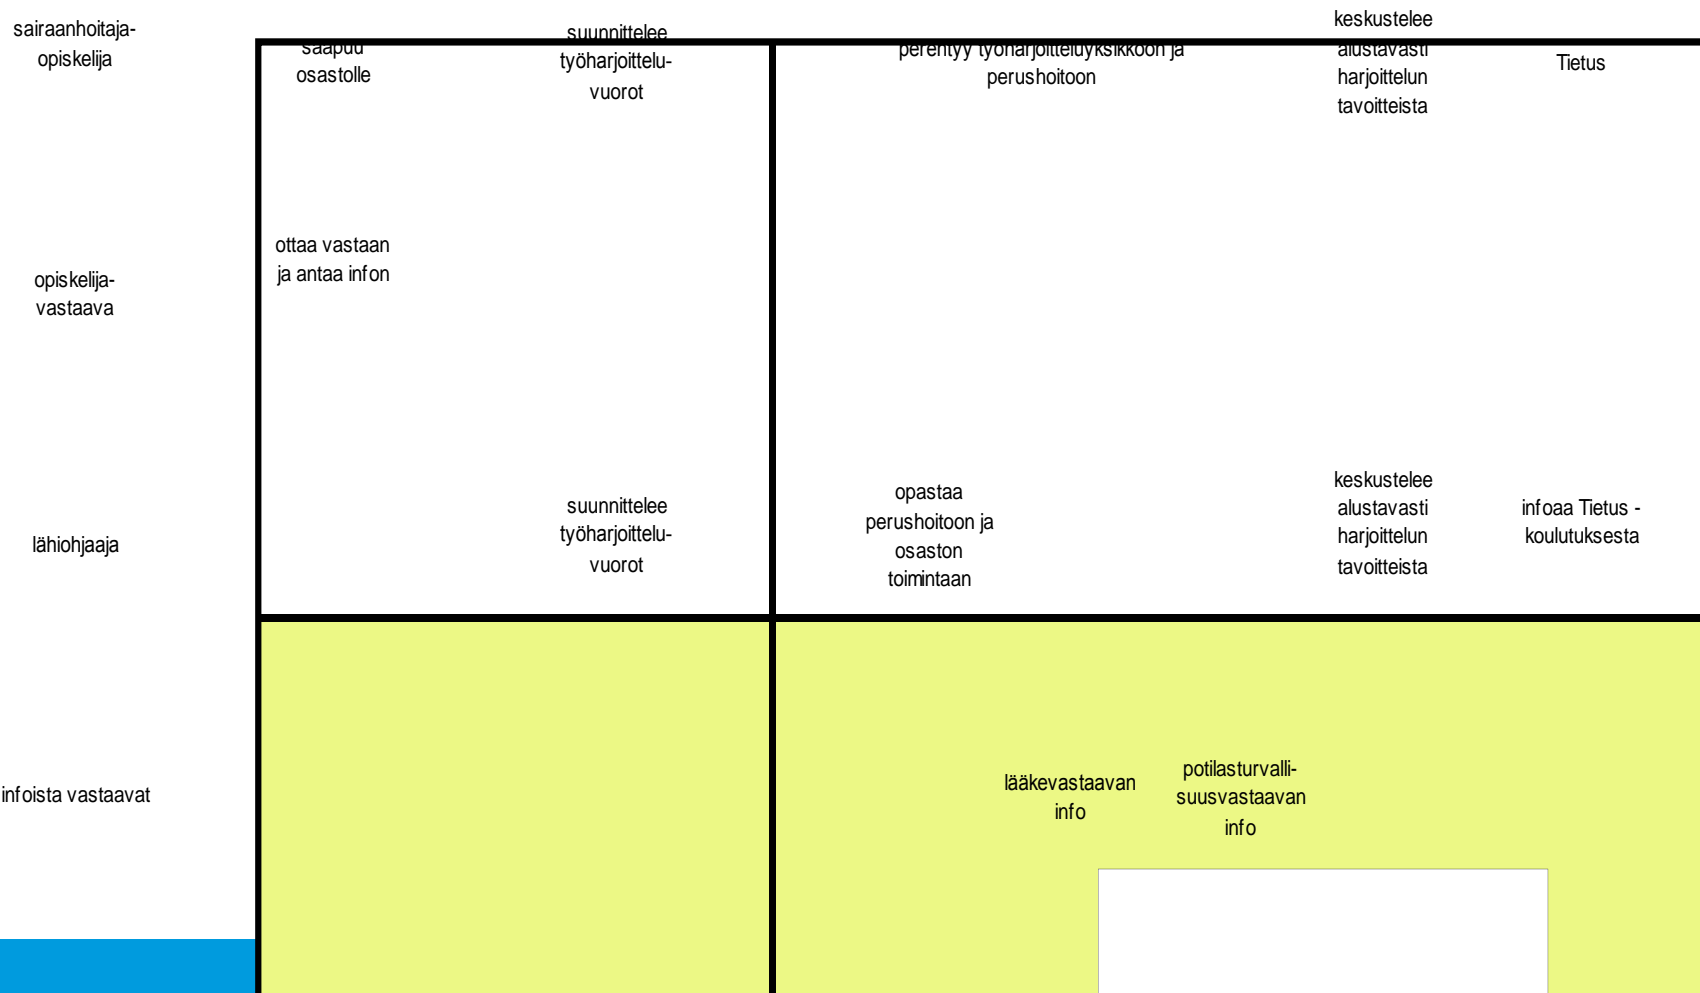 sairaanhoitaja-
opiskelija
saapuu
osastolle
suunnittelee
työharjoittelu-
vuorot
perehtyy työharjoitteluyksikköön ja
perushoitoon
keskustelee
alustavasti
harjoittelun
tavoitteista
Tietus
opiskelija-
vastaava
ottaa vastaan
ja antaa infon
lähiohjaaja
suunnittelee
työharjoittelu-
vuorot
opastaa
perushoitoon ja
osaston
toimintaan
keskustelee
alustavasti
harjoittelun
tavoitteista
infoaa Tietus -
koulutuksesta
infoista vastaavat
lääkevastaavan
info
potilasturvalli-
suusvastaavan
info